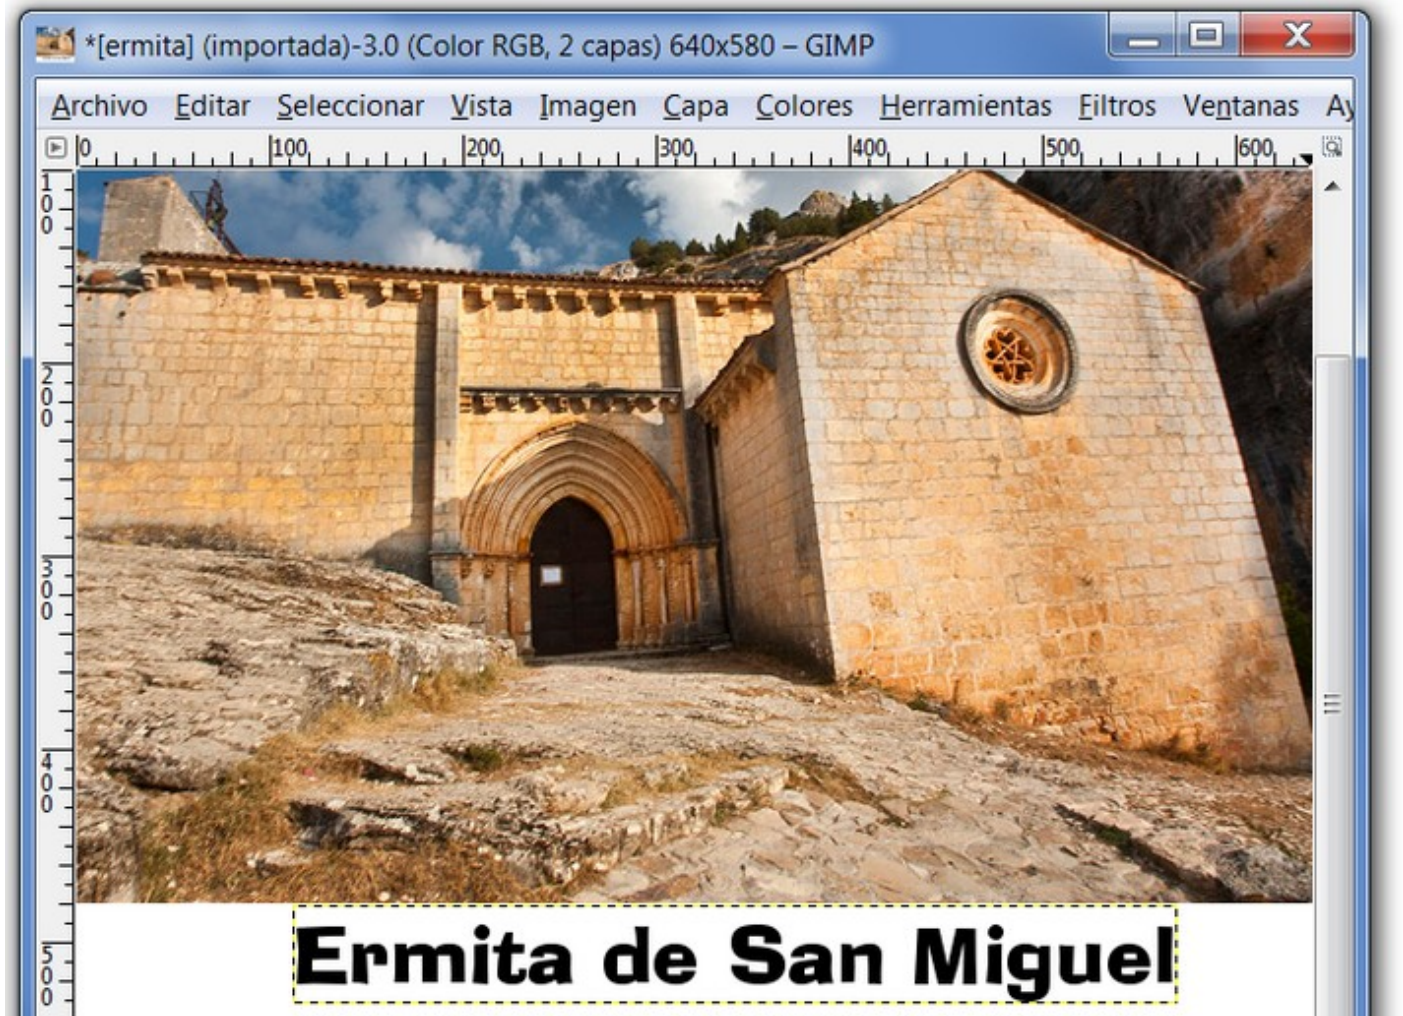 *[ermita] (importada)-3.0 (Color RGB, 2 capas) 640x580 – GIMP
Archivo Editar Seleccionar Vista Imagen Capa Colores Herramientas Filtros Ventanas Ay
0 100 200 300 400 500 600
100
200
300
400
500
Ermita de San Miguel